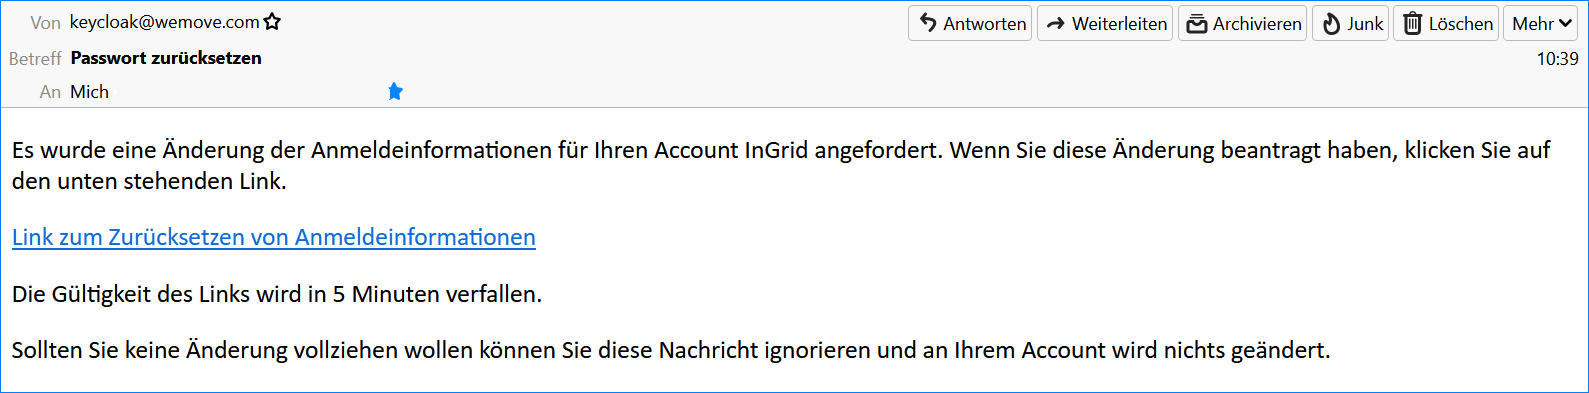 Von keycloak@wemove.com Antworten Weiterleiten Archivieren Junk Löschen Mehr
Betreff Passwort zurücksetzen 10:39
An Mich
Es wurde eine Änderung der Anmeldeinformationen für Ihren Account InGrid angefordert. Wenn Sie diese Änderung beantragt haben, klicken Sie auf
den unten stehenden Link.
Link zum Zurücksetzen von Anmeldeinformationen
Die Gültigkeit des Links wird in 5 Minuten verfallen.
Sollten Sie keine Änderung vollziehen wollen können Sie diese Nachricht ignorieren und an Ihrem Account wird nichts geändert.